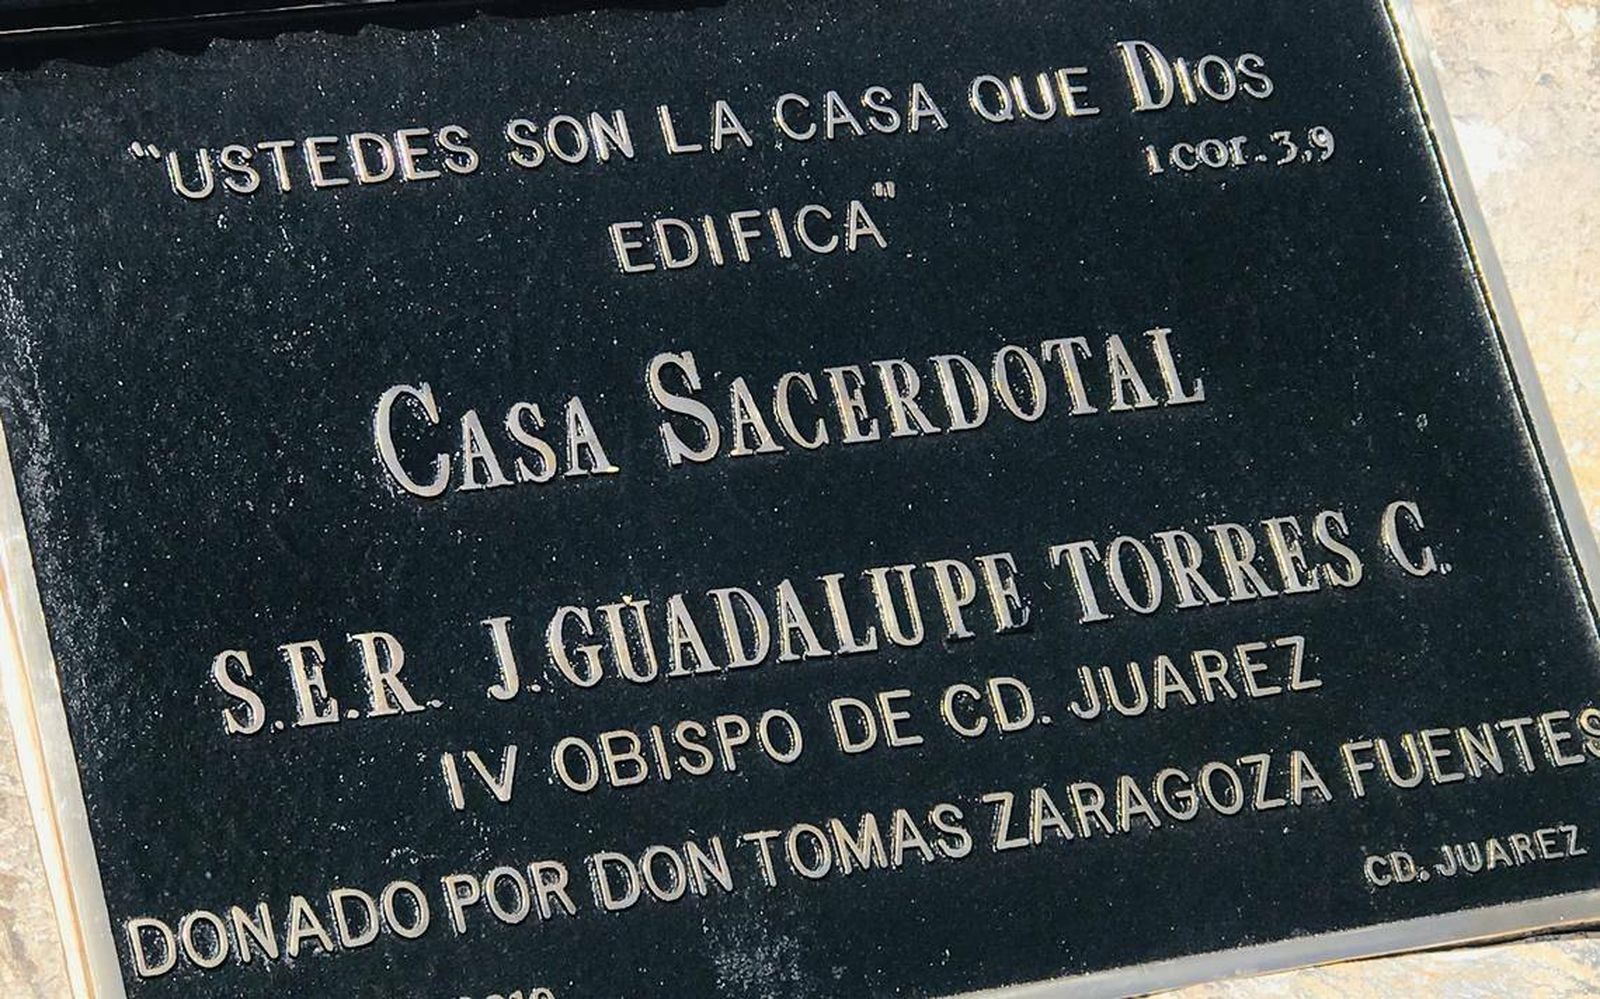 "USTEDES SON LA CASA QUE DIOS
1 cor. 3,9
EDIFICA"
CASA SACERDOTAL
S.E.R. J. GUADALUPE TORRES C.
IV OBISPO DE CD. JUAREZ
DONADO POR DON TOMAS ZARAGOZA FUENTES
CD. JUAREZ